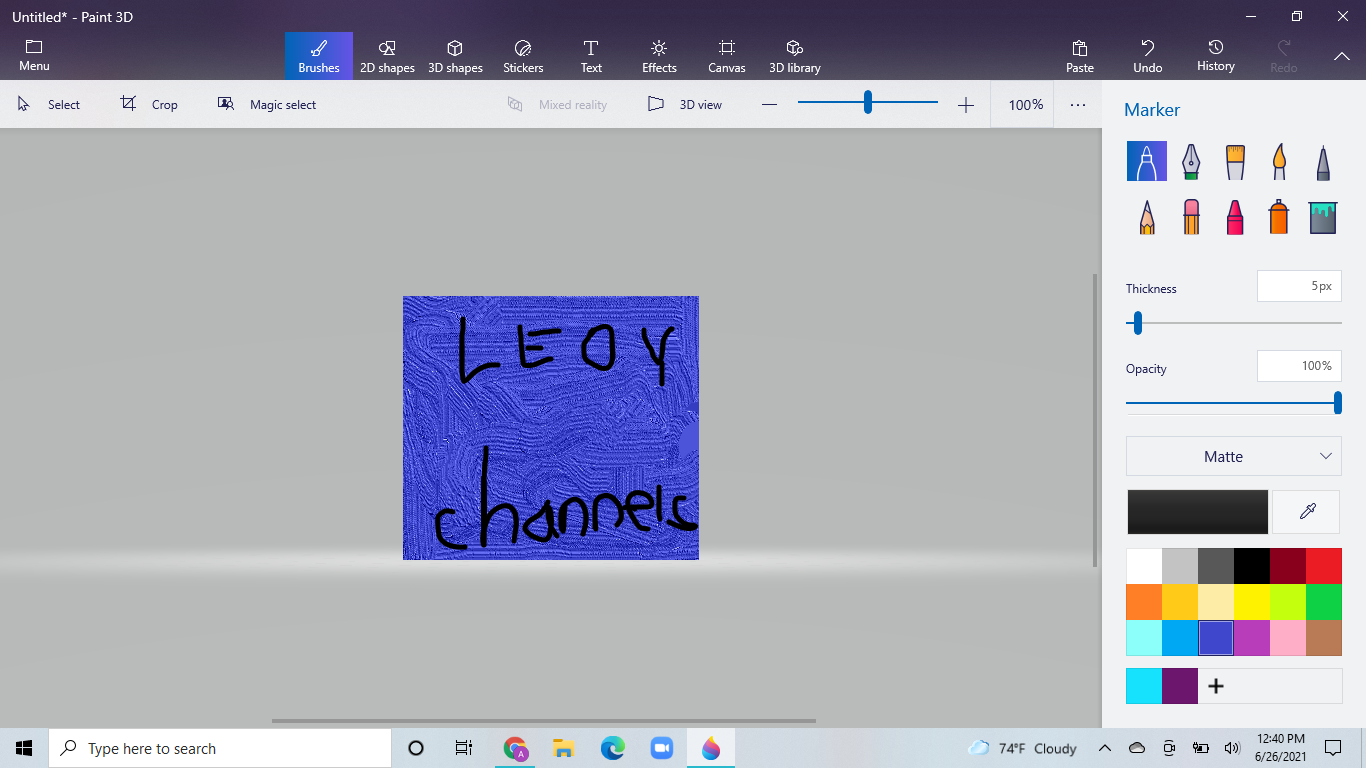 Untitled* - Paint 3D
Menu
Brushes
2D shapes
3D shapes
Stickers
Text
Effects
Canvas
3D library
Paste
Undo
History
Redo
Select
Crop
Magic select
Mixed reality
3D view
100%
Marker
Thickness
5px
Opacity
100%
Matte
LEOY
channels
Type here to search
74°F Cloudy
12:40 PM
6/26/2021